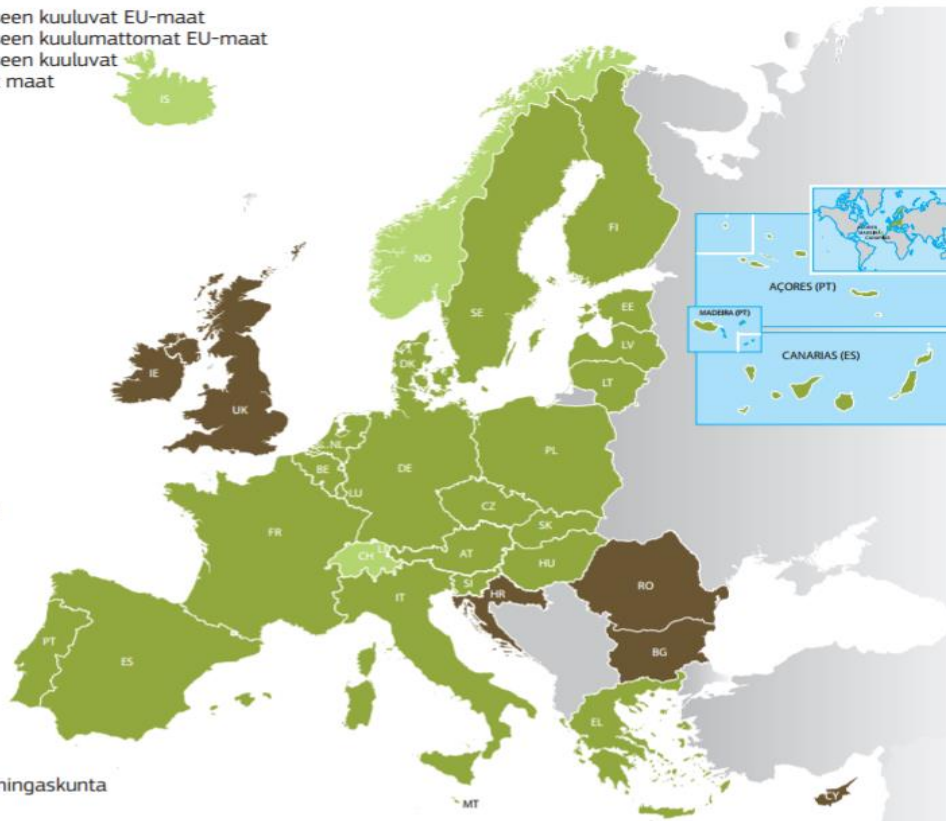 een kuuluvat EU-maat
een kuulumattomat EU-maat
een kuuluvat
maat
IS
NO
SE
FI
EE
LV
LT
DK
IE
UK
NL
BE
LU
DE
PL
CZ
SK
FR
CH
AT
HU
SI
HR
RO
IT
BG
PT
ES
EL
MT
CY
AÇORES (PT)
MADEIRA (PT)
CANARIAS (ES)
ningaskunta